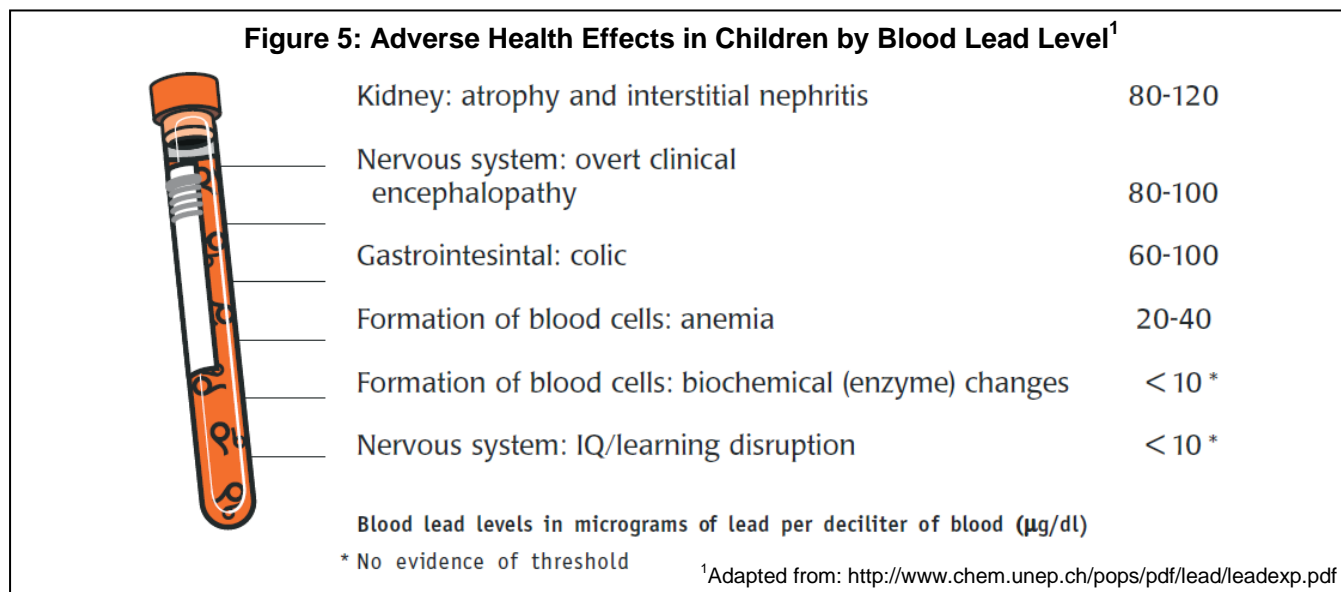 Figure 5: Adverse Health Effects in Children by Blood Lead Level1
Kidney: atrophy and interstitial nephritis 80-120
Nervous system: overt clinical
encephalopathy 80-100
Gastrointesintal: colic 60-100
Formation of blood cells: anemia 20-40
Formation of blood cells: biochemical (enzyme) changes < 10 *
Nervous system: IQ/learning disruption < 10 *
Blood lead levels in micrograms of lead per deciliter of blood (μg/dl)
* No evidence of threshold
1Adapted from: http://www.chem.unep.ch/pops/pdf/lead/leadexp.pdf